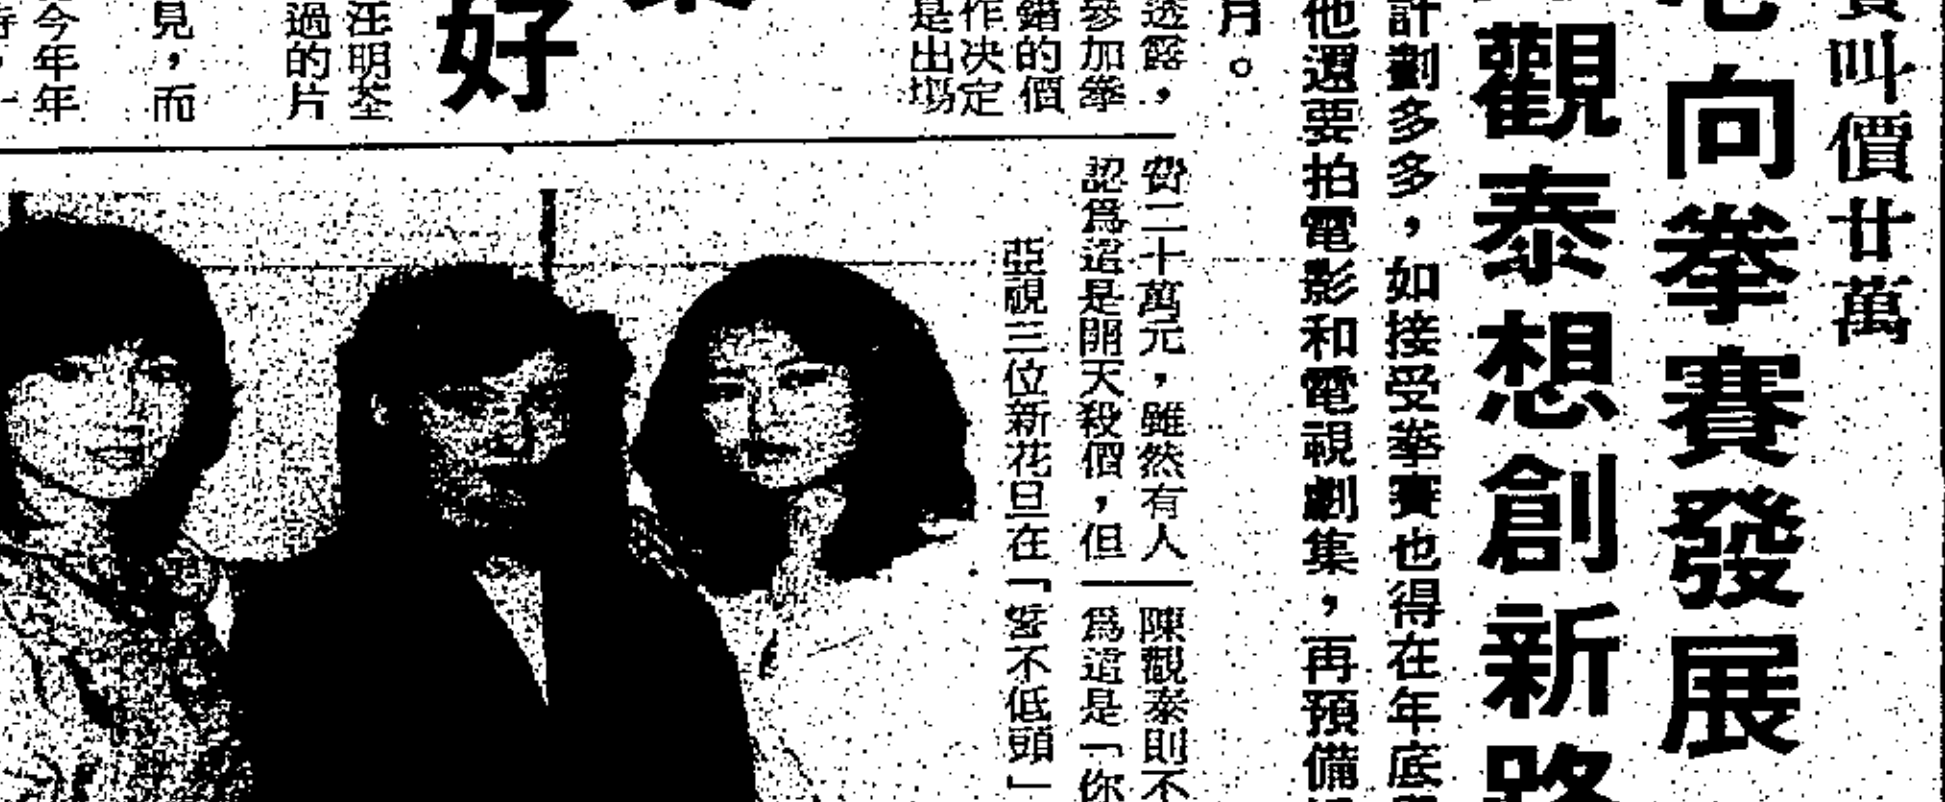 叫價廿萬
向拳賽發展
觀泰想創新路
計劃多多，如接受拳賽也得在年底
他還要拍電影和電視劇集，再預備
月。
透露，
參加拳
錯的價
作決定
是出場
費二十萬元，雖然有人
認爲這是開天殺價，但
陳觀泰則不
爲這是「你
亞視三位新花旦在「誓不低頭」
好
汪明荃
過的片
見，而
今年年